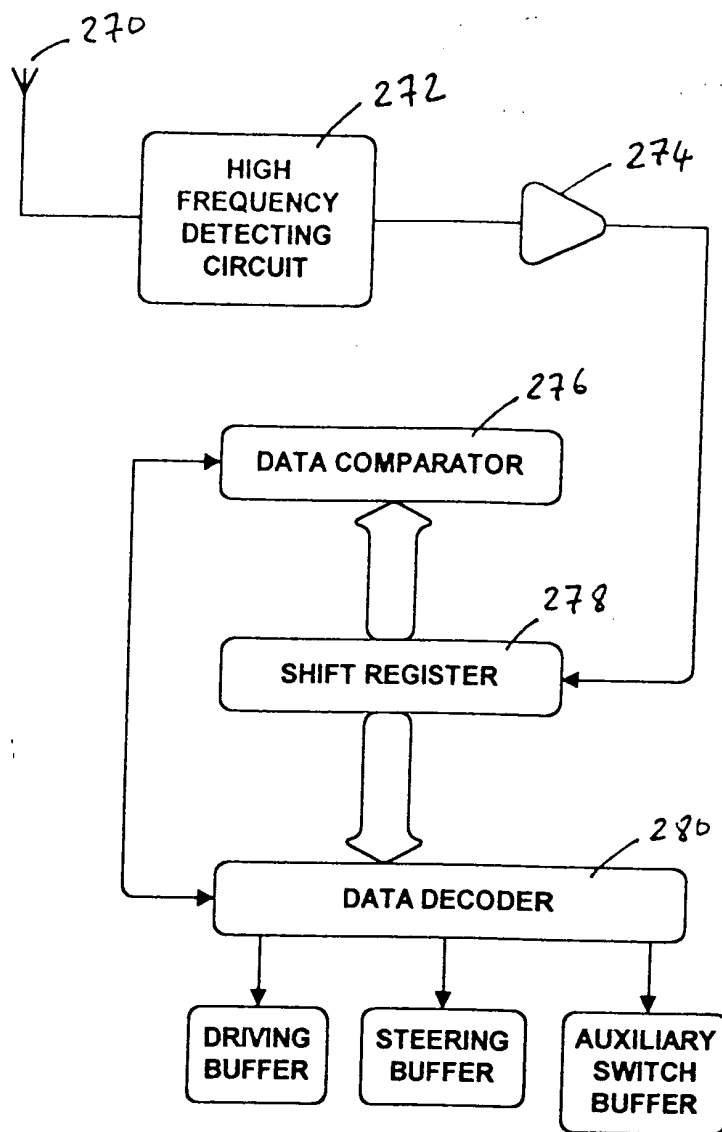 270
272
HIGH
FREQUENCY
DETECTING
CIRCUIT
274
276
DATA COMPARATOR
278
SHIFT REGISTER
280
DATA DECODER
DRIVING
BUFFER
STEERING
BUFFER
AUXILIARY
SWITCH
BUFFER